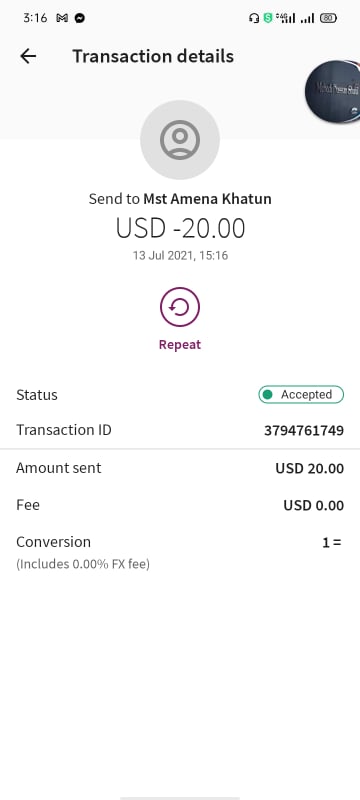 3:16
80
Transaction details
Send to Mst Amena Khatun
USD -20.00
13 Jul 2021, 15:16
Repeat
Status Accepted
Transaction ID 3794761749
Amount sent USD 20.00
Fee USD 0.00
Conversion 1 =
(Includes 0.00% FX fee)